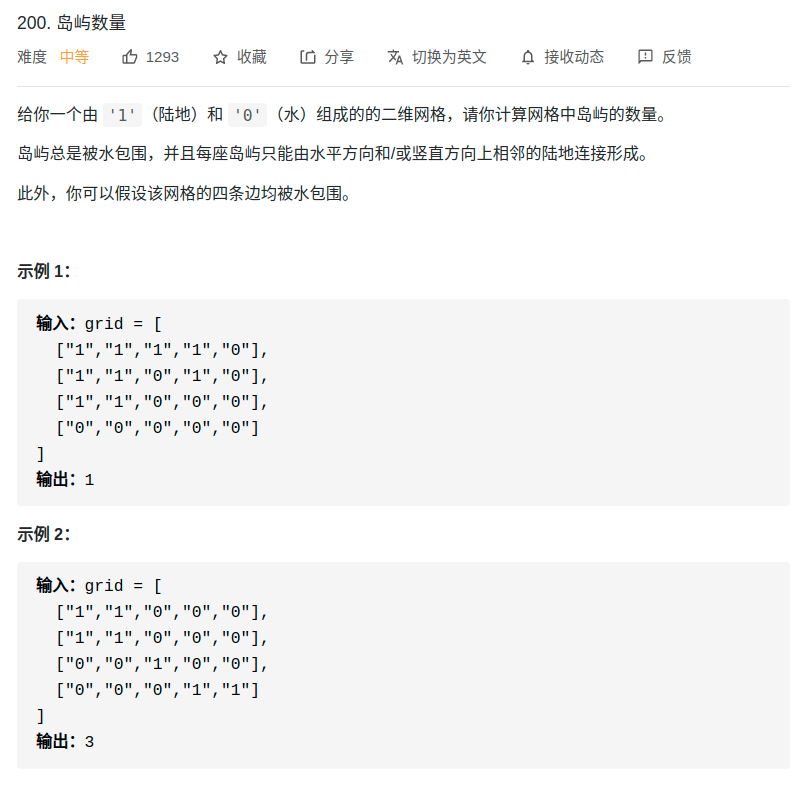 200. 岛屿数量
难度 中等 1293 收藏 分享 切换为英文 接收动态 反馈
给你一个由 '1'（陆地）和 '0'（水）组成的的二维网格，请你计算网格中岛屿的数量。
岛屿总是被水包围，并且每座岛屿只能由水平方向和/或竖直方向上相邻的陆地连接形成。
此外，你可以假设该网格的四条边均被水包围。
示例 1：
输入：grid = [
["1","1","1","1","0"],
["1","1","0","1","0"],
["1","1","0","0","0"],
["0","0","0","0","0"]
]
输出：1
示例 2：
输入：grid = [
["1","1","0","0","0"],
["1","1","0","0","0"],
["0","0","1","0","0"],
["0","0","0","1","1"]
]
输出：3